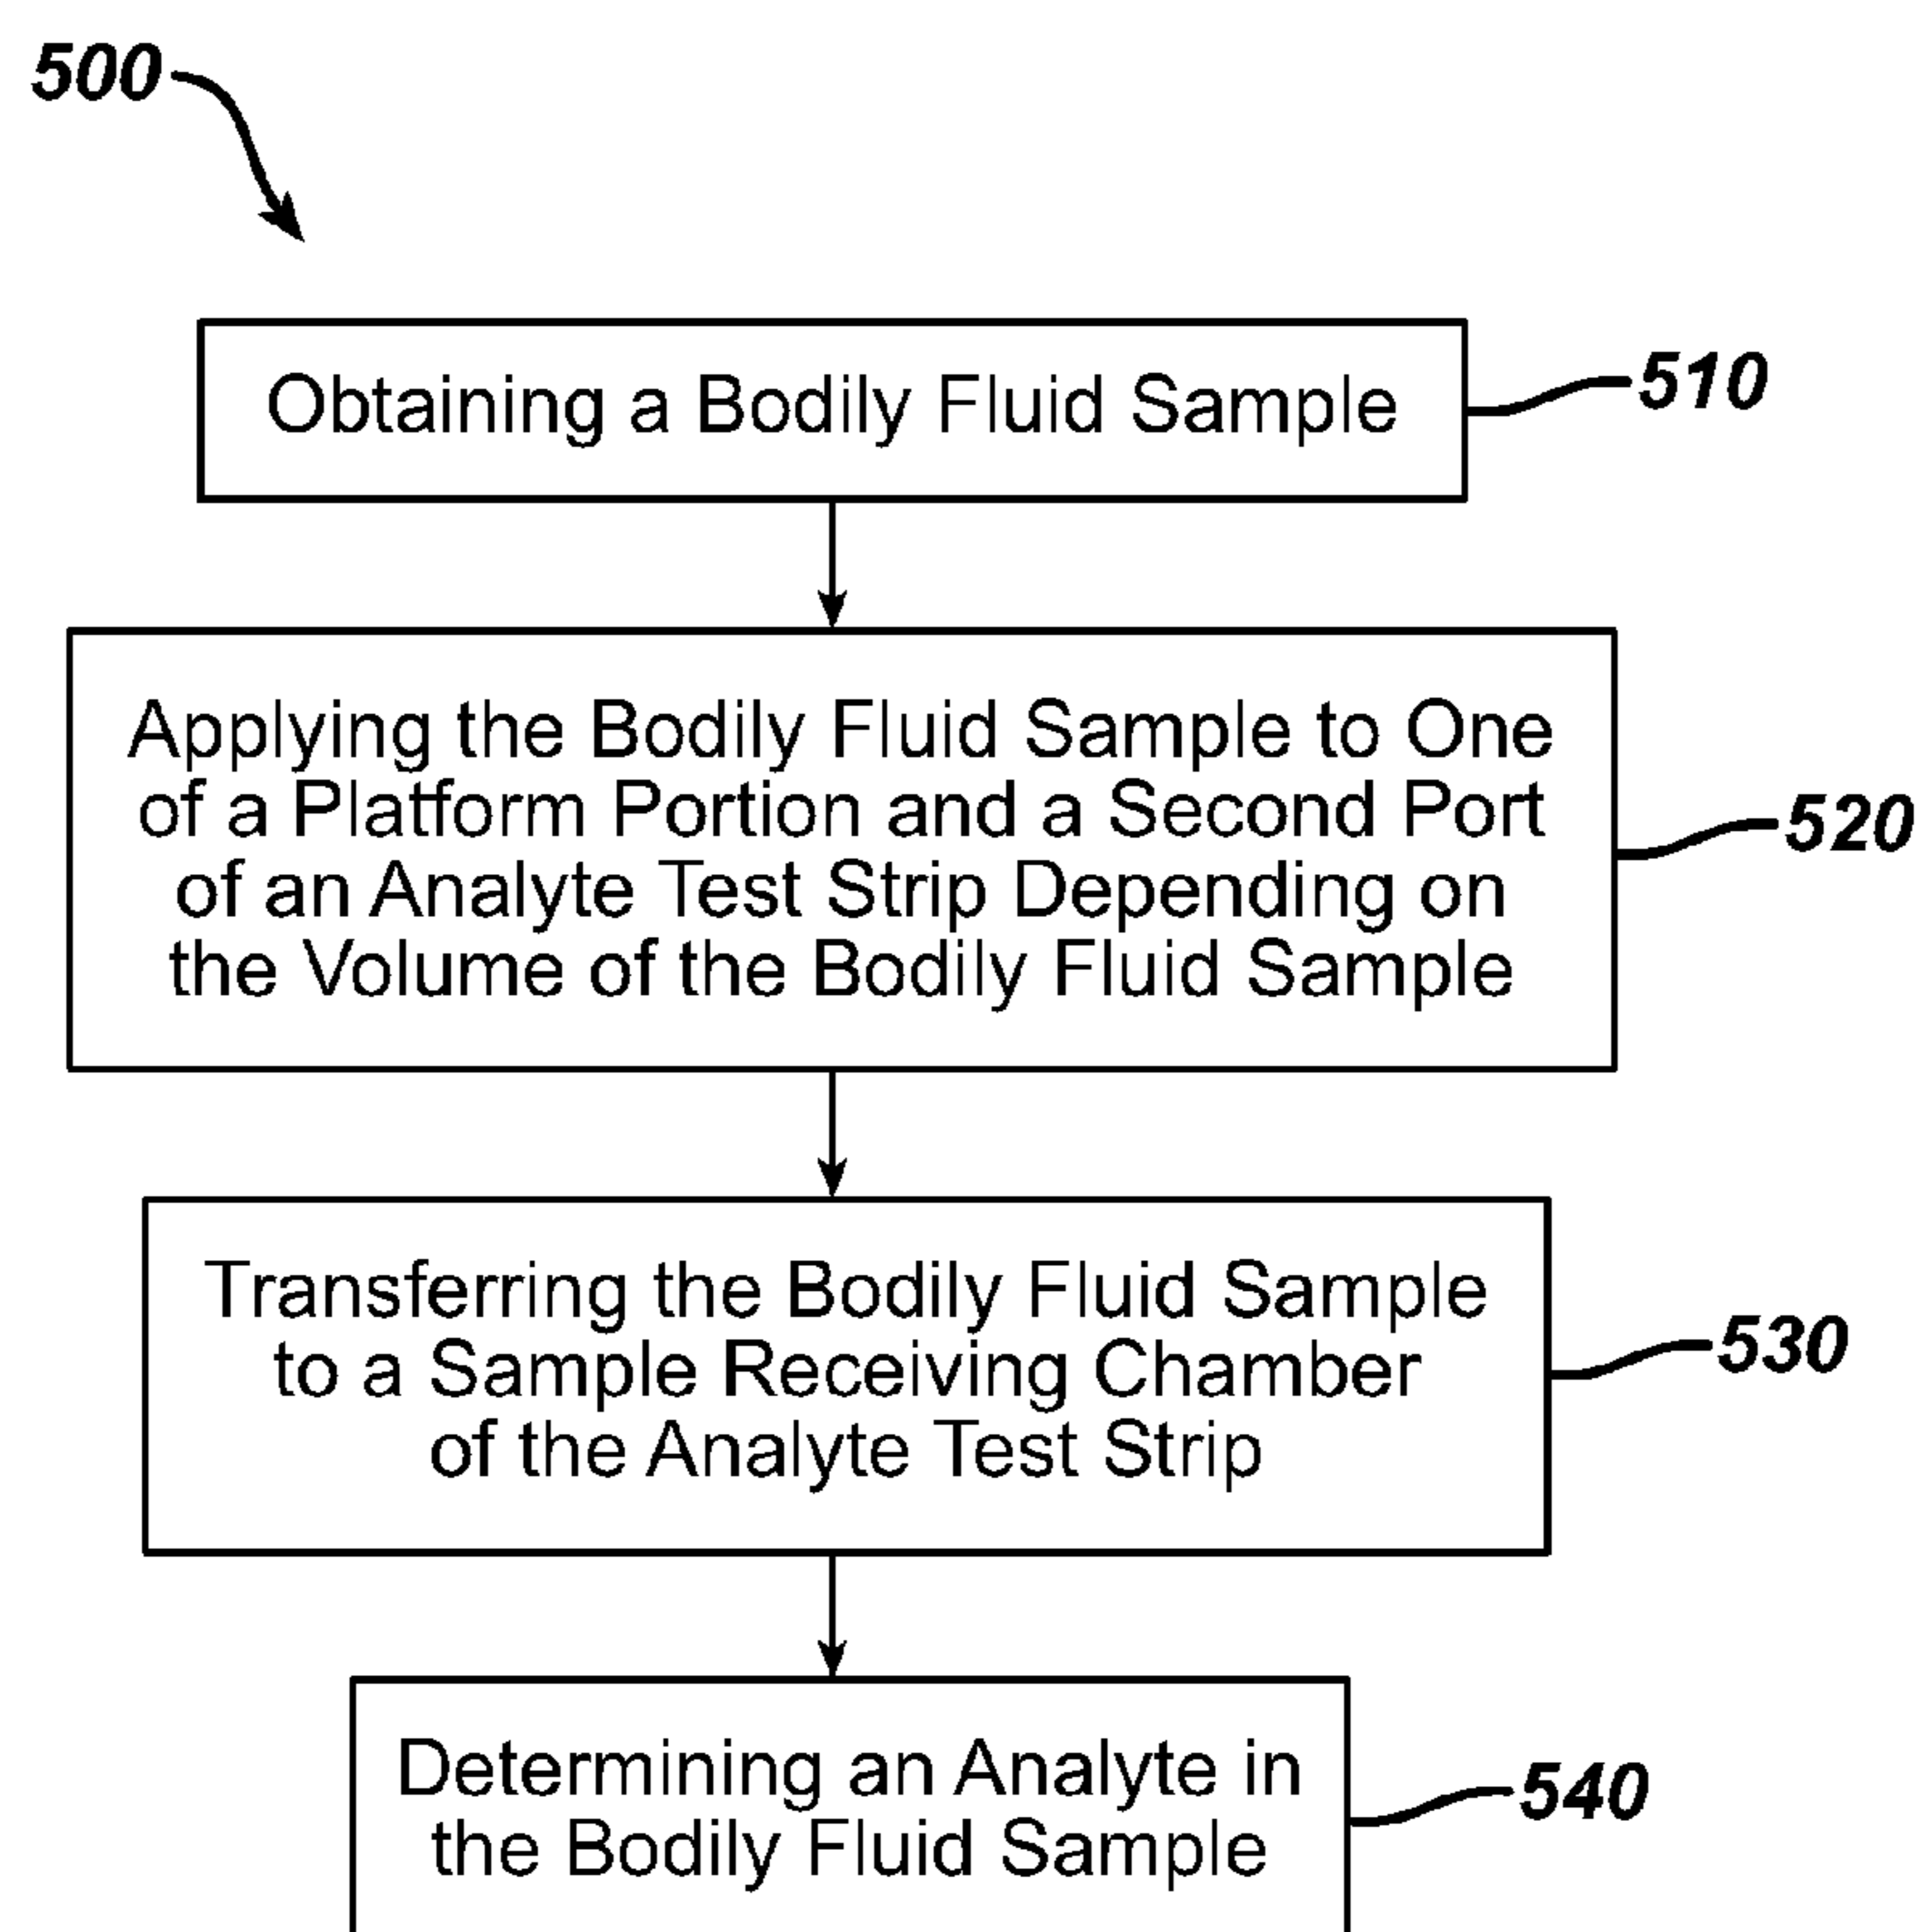 500
Obtaining a Bodily Fluid Sample
510
Applying the Bodily Fluid Sample to One
of a Platform Portion and a Second Port
of an Analyte Test Strip Depending on
the Volume of the Bodily Fluid Sample
520
Transferring the Bodily Fluid Sample
to a Sample Receiving Chamber
of the Analyte Test Strip
530
Determining an Analyte in
the Bodily Fluid Sample
540